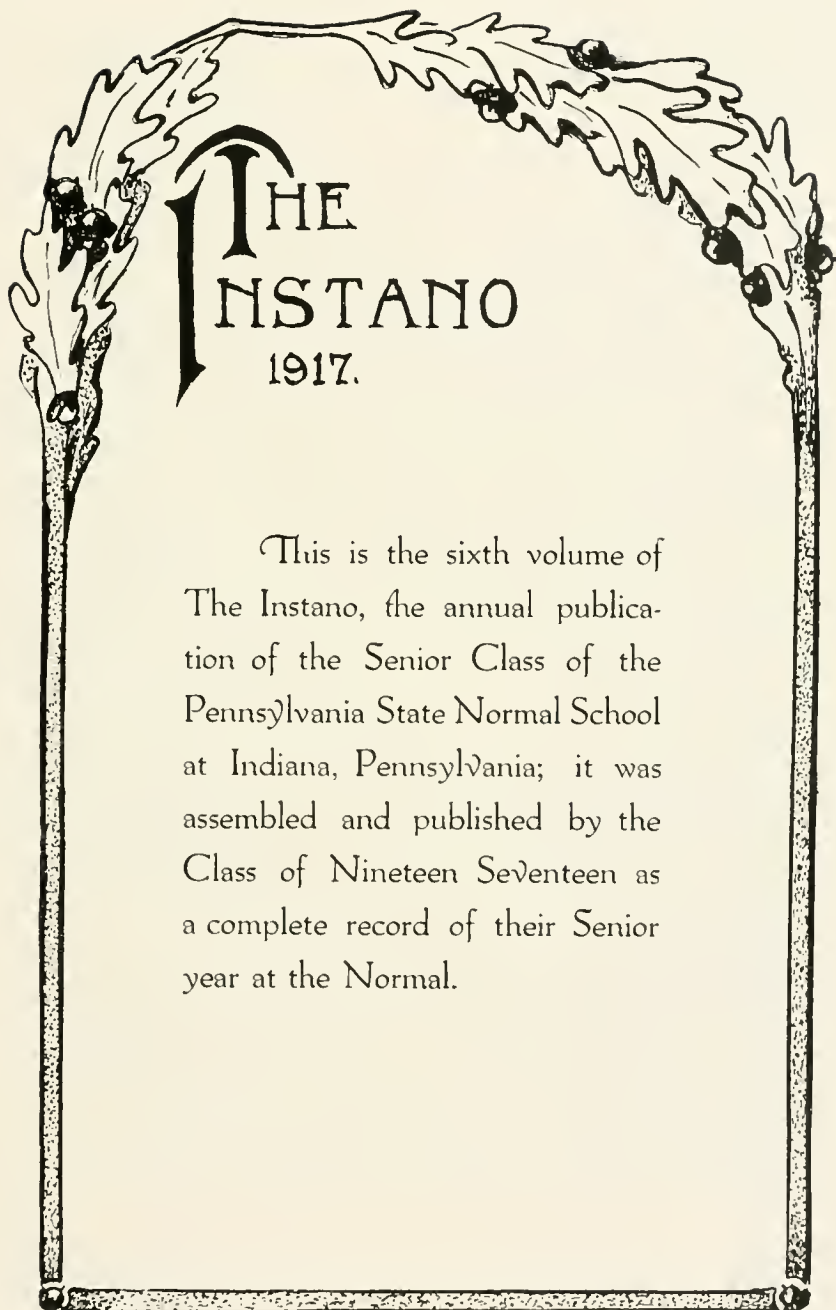 THE
INSTANO
1917.
This is the sixth volume of
The Instano, the annual publica-
tion of the Senior Class of the
Pennsylvania State Normal School
at Indiana, Pennsylvania; it was
assembled and published by the
Class of Nineteen Seventeen as
a complete record of their Senior
year at the Normal.